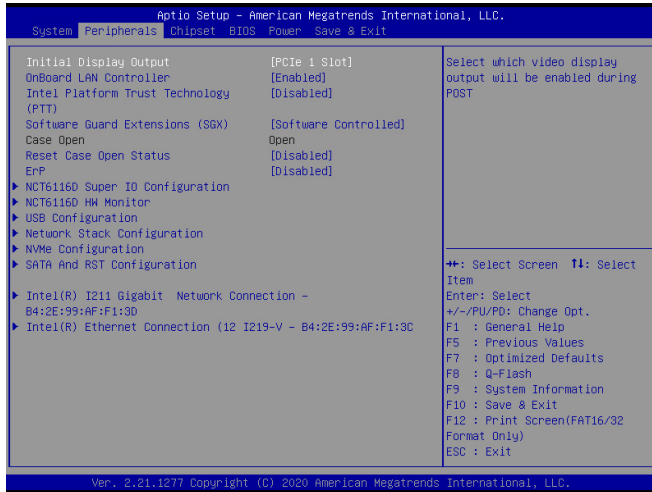 Aptio Setup - American Megatrends International, LLC.
System Peripherals Chipset BIOS Power Save & Exit
Initial Display Output [PCIe 1 Slot]
OnBoard LAN Controller [Enabled]
Intel Platform Trust Technology [Disabled]
(PTT)
Software Guard Extensions (SGX) [Software Controlled]
Case Open Open
Reset Case Open Status [Disabled]
ErP [Disabled]
NCT6116D Super IO Configuration
NCT6116D HW Monitor
USB Configuration
Network Stack Configuration
NVMe Configuration
SATA And RST Configuration
Intel(R) I211 Gigabit Network Connection -
B4:2E:99:AF:F1:3D
Intel(R) Ethernet Connection (12 I219-V - B4:2E:99:AF:F1:3C
Select which video display
output will be enabled during
POST
→←: Select Screen ↑↓: Select
Item
Enter: Select
+/-/PU/PD: Change Opt.
F1 : General Help
F5 : Previous Values
F7 : Optimized Defaults
F8 : Q-Flash
F9 : System Information
F10 : Save & Exit
F12 : Print Screen(FAT16/32
Format Only)
ESC : Exit
Ver. 2.21.1277 Copyright (C) 2020 American Megatrends International, LLC.